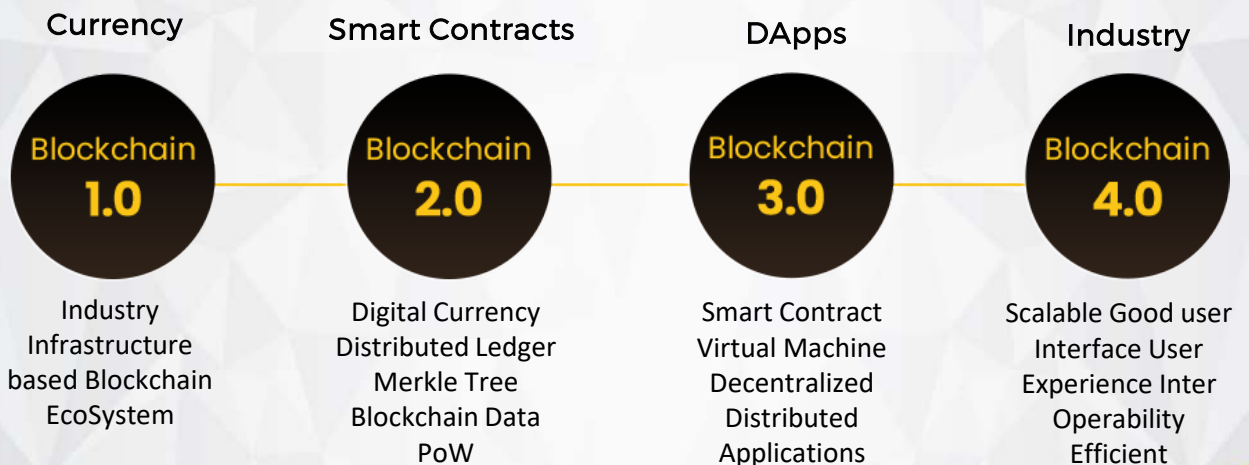 Currency
Smart Contracts
DApps
Industry
Blockchain
1.0
Blockchain
2.0
Blockchain
3.0
Blockchain
4.0
Industry
Infrastructure
based Blockchain
EcoSystem
Digital Currency
Distributed Ledger
Merkle Tree
Blockchain Data
PoW
Smart Contract
Virtual Machine
Decentralized
Distributed
Applications
Scalable Good user
Interface User
Experience Inter
Operability
Efficient